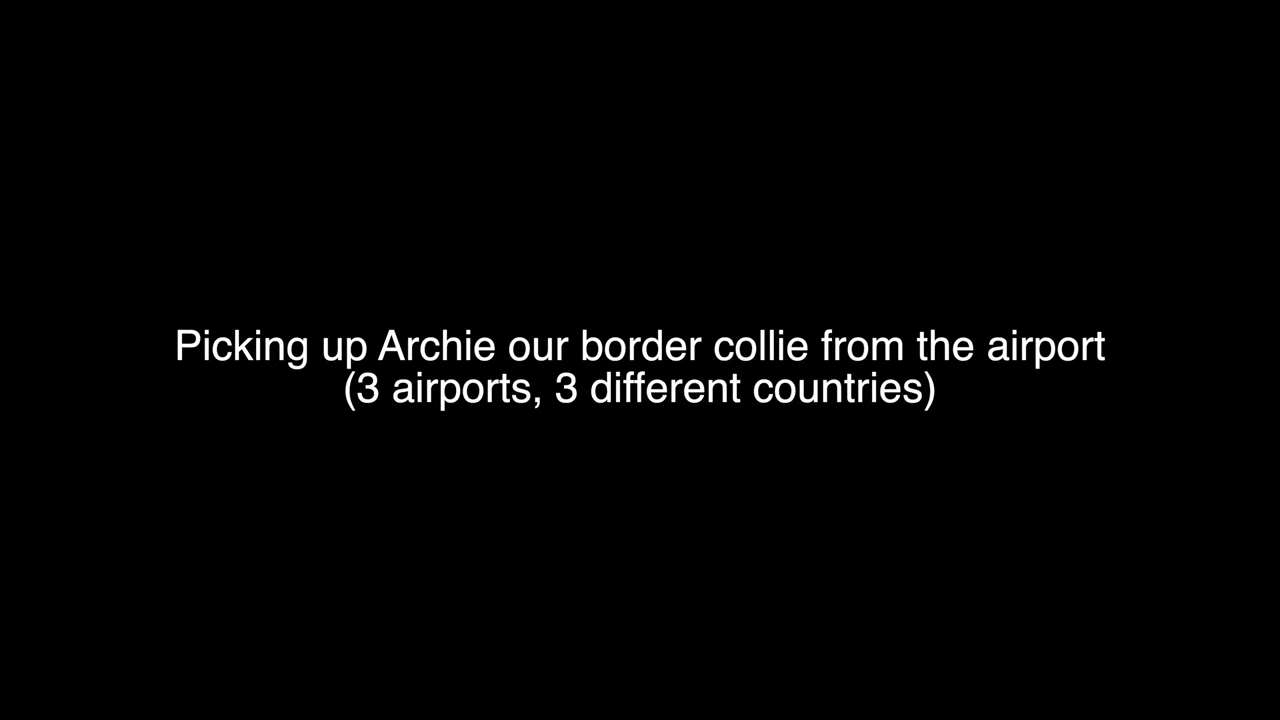 Picking up Archie our border collie from the airport
(3 airports, 3 different countries)